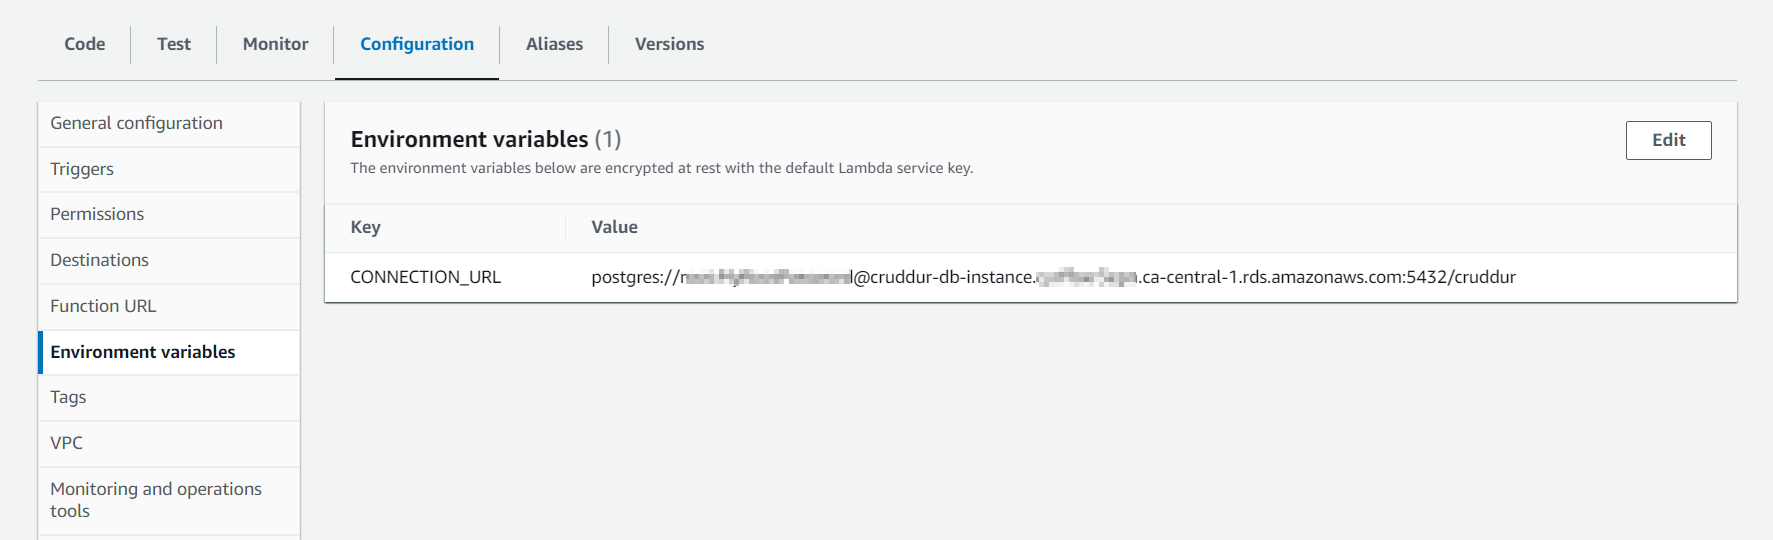 Code Test Monitor Configuration Aliases Versions
General configuration
Triggers
Permissions
Destinations
Function URL
Environment variables
Tags
VPC
Monitoring and operations
tools
Environment variables (1)
Edit
The environment variables below are encrypted at rest with the default Lambda service key.
Key Value
CONNECTION_URL postgres:// @cruddur-db-instance. .ca-central-1.rds.amazonaws.com:5432/cruddur